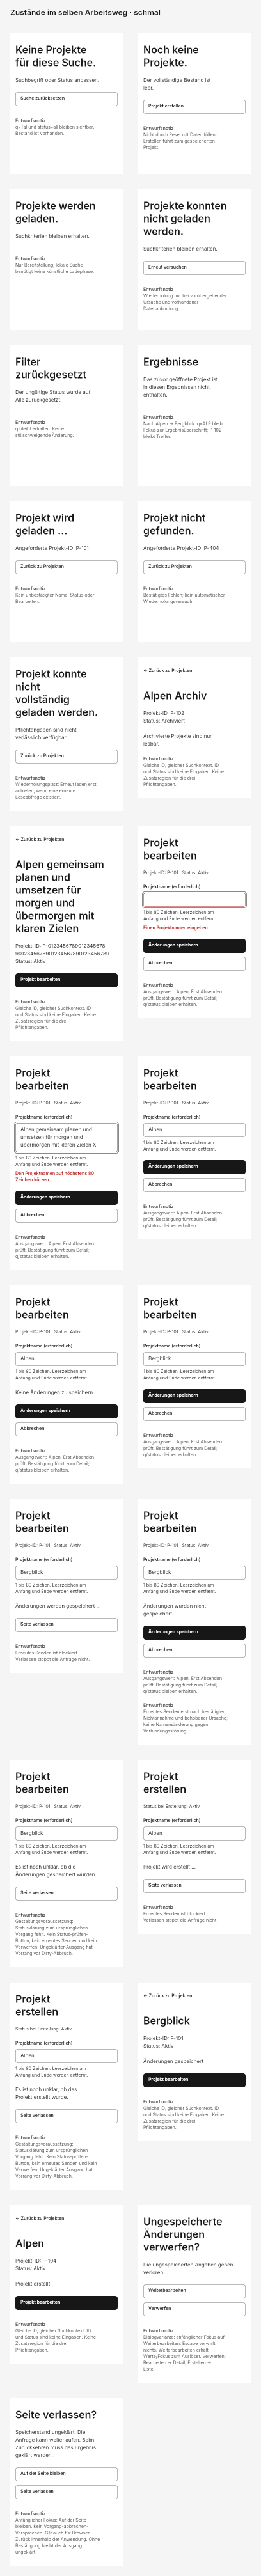 Zustände im selben Arbeitsweg · schmal
Keine Projekte
für diese Suche.
Suchbegriff oder Status anpassen.
Suche zurücksetzen
Entwurfsnotiz
q=Tal und status=all bleiben sichtbar.
Bestand ist vorhanden.
Noch keine
Projekte.
Der vollständige Bestand ist
leer.
Projekt erstellen
Entwurfsnotiz
Nicht durch Reset mit Daten füllen;
Erstellen führt zum gespeicherten
Projekt.
Projekte werden
geladen.
Suchkriterien bleiben erhalten.
Entwurfsnotiz
Nur Bereitstellung; lokale Suche
benötigt keine künstliche Ladephase.
Projekte konnten
nicht geladen
werden.
Suchkriterien bleiben erhalten.
Erneut versuchen
Entwurfsnotiz
Wiederholung nur bei vorübergehender
Ursache und vorhandener
Datenanbindung.
Filter
zurückgesetzt
Der ungültige Status wurde auf
Alle zurückgesetzt.
Entwurfsnotiz
q bleibt erhalten. Keine
stillschweigende Änderung.
Ergebnisse
Das zuvor geöffnete Projekt ist
in diesen Ergebnissen nicht
enthalten.
Entwurfsnotiz
Nach Alpen → Bergblick: q=ALP bleibt.
Fokus zur Ergebnisüberschrift; P-102
bleibt Treffer.
Projekt wird
geladen …
Angeforderte Projekt-ID: P-101
Zurück zu Projekten
Entwurfsnotiz
Kein unbestätigter Name, Status oder
Bearbeiten.
Projekt nicht
gefunden.
Angeforderte Projekt-ID: P-404
Zurück zu Projekten
Entwurfsnotiz
Bestätigtes Fehlen; kein automatischer
Wiederholungsversuch.
Projekt konnte
nicht
vollständig
geladen werden.
Pflichtangaben sind nicht
verlässlich verfügbar.
Zurück zu Projekten
Entwurfsnotiz
Wiederholungsplatz: Erneut laden erst
anbieten, wenn eine erneute
Leseabfrage existiert.
← Zurück zu Projekten
Alpen Archiv
Projekt-ID: P-102
Status: Archiviert
Archivierte Projekte sind nur
lesbar.
Entwurfsnotiz
Gleiche ID, gleicher Suchkontext. ID
und Status sind keine Eingaben. Keine
Zusatzregion für die drei
Pflichtangaben.
← Zurück zu Projekten
Alpen gemeinsam
planen und
umsetzen für
morgen und
übermorgen mit
klaren Zielen
Projekt-ID: P-0123456789012345678
9012345678901234567890123456789
Status: Aktiv
Projekt bearbeiten
Entwurfsnotiz
Gleiche ID, gleicher Suchkontext. ID
und Status sind keine Eingaben. Keine
Zusatzregion für die drei
Pflichtangaben.
Projekt
bearbeiten
Projekt-ID: P-101 · Status: Aktiv
Projektname (erforderlich)
1 bis 80 Zeichen. Leerzeichen am
Anfang und Ende werden entfernt.
Einen Projektnamen eingeben.
Änderungen speichern
Abbrechen
Entwurfsnotiz
Ausgangswert: Alpen. Erst Absenden
prüft. Bestätigung führt zum Detail;
q/status bleiben erhalten.
Projekt
bearbeiten
Projekt-ID: P-101 · Status: Aktiv
Projektname (erforderlich)
Alpen gemeinsam planen und
umsetzen für morgen und
übermorgen mit klaren Zielen X
1 bis 80 Zeichen. Leerzeichen am
Anfang und Ende werden entfernt.
Den Projektnamen auf höchstens 80
Zeichen kürzen.
Änderungen speichern
Abbrechen
Entwurfsnotiz
Ausgangswert: Alpen. Erst Absenden
prüft. Bestätigung führt zum Detail;
q/status bleiben erhalten.
Projekt
bearbeiten
Projekt-ID: P-101 · Status: Aktiv
Projektname (erforderlich)
Alpen
1 bis 80 Zeichen. Leerzeichen am
Anfang und Ende werden entfernt.
Änderungen speichern
Abbrechen
Entwurfsnotiz
Ausgangswert: Alpen. Erst Absenden
prüft. Bestätigung führt zum Detail;
q/status bleiben erhalten.
Projekt
bearbeiten
Projekt-ID: P-101 · Status: Aktiv
Projektname (erforderlich)
Alpen
1 bis 80 Zeichen. Leerzeichen am
Anfang und Ende werden entfernt.
Keine Änderungen zu speichern.
Änderungen speichern
Abbrechen
Entwurfsnotiz
Ausgangswert: Alpen. Erst Absenden
prüft. Bestätigung führt zum Detail;
q/status bleiben erhalten.
Projekt
bearbeiten
Projekt-ID: P-101 · Status: Aktiv
Projektname (erforderlich)
Bergblick
1 bis 80 Zeichen. Leerzeichen am
Anfang und Ende werden entfernt.
Änderungen speichern
Abbrechen
Entwurfsnotiz
Ausgangswert: Alpen. Erst Absenden
prüft. Bestätigung führt zum Detail;
q/status bleiben erhalten.
Projekt
bearbeiten
Projekt-ID: P-101 · Status: Aktiv
Projektname (erforderlich)
Bergblick
1 bis 80 Zeichen. Leerzeichen am
Anfang und Ende werden entfernt.
Änderungen werden gespeichert …
Seite verlassen
Entwurfsnotiz
Erneutes Senden ist blockiert.
Verlassen stoppt die Anfrage nicht.
Projekt
bearbeiten
Projekt-ID: P-101 · Status: Aktiv
Projektname (erforderlich)
Bergblick
1 bis 80 Zeichen. Leerzeichen am
Anfang und Ende werden entfernt.
Änderungen wurden nicht
gespeichert.
Änderungen speichern
Abbrechen
Entwurfsnotiz
Ausgangswert: Alpen. Erst Absenden
prüft. Bestätigung führt zum Detail;
q/status bleiben erhalten.
Entwurfsnotiz
Erneutes Senden erst nach bestätigter
Nichtannahme und behobener Ursache;
keine Namensänderung gegen
Verbindungsstörung.
Projekt
bearbeiten
Projekt-ID: P-101 · Status: Aktiv
Projektname (erforderlich)
Bergblick
1 bis 80 Zeichen. Leerzeichen am
Anfang und Ende werden entfernt.
Es ist noch unklar, ob die
Änderungen gespeichert wurden.
Seite verlassen
Entwurfsnotiz
Gestaltungsvoraussetzung:
Statusklärung zum ursprünglichen
Vorgang fehlt. Kein Status-prüfen-
Button, kein erneutes Senden und kein
Verwerfen. Ungeklärter Ausgang hat
Vorrang vor Dirty-Abbruch.
Projekt
erstellen
Status bei Erstellung: Aktiv
Projektname (erforderlich)
Alpen
1 bis 80 Zeichen. Leerzeichen am
Anfang und Ende werden entfernt.
Projekt wird erstellt …
Seite verlassen
Entwurfsnotiz
Erneutes Senden ist blockiert.
Verlassen stoppt die Anfrage nicht.
Projekt
erstellen
Status bei Erstellung: Aktiv
Projektname (erforderlich)
Alpen
1 bis 80 Zeichen. Leerzeichen am
Anfang und Ende werden entfernt.
Es ist noch unklar, ob das
Projekt erstellt wurde.
Seite verlassen
Entwurfsnotiz
Gestaltungsvoraussetzung:
Statusklärung zum ursprünglichen
Vorgang fehlt. Kein Status-prüfen-
Button, kein erneutes Senden und kein
Verwerfen. Ungeklärter Ausgang hat
Vorrang vor Dirty-Abbruch.
← Zurück zu Projekten
Bergblick
Projekt-ID: P-101
Status: Aktiv
Änderungen gespeichert
Projekt bearbeiten
Entwurfsnotiz
Gleiche ID, gleicher Suchkontext. ID
und Status sind keine Eingaben. Keine
Zusatzregion für die drei
Pflichtangaben.
← Zurück zu Projekten
Alpen
Projekt-ID: P-104
Status: Aktiv
Projekt erstellt
Projekt bearbeiten
Entwurfsnotiz
Gleiche ID, gleicher Suchkontext. ID
und Status sind keine Eingaben. Keine
Zusatzregion für die drei
Pflichtangaben.
Ungespeicherte
Änderungen
verwerfen?
Die ungespeicherten Angaben gehen
verloren.
Weiterbearbeiten
Verwerfen
Entwurfsnotiz
Dialogvariante: anfänglicher Fokus auf
Weiterbearbeiten. Escape verwirft
nichts. Weiterbearbeiten erhält
Werte/Fokus zum Auslöser. Verwerfen:
Bearbeiten → Detail, Erstellen →
Liste.
Seite verlassen?
Speicherstand ungeklärt. Die
Anfrage kann weiterlaufen. Beim
Zurückkehren muss das Ergebnis
geklärt werden.
Auf der Seite bleiben
Seite verlassen
Entwurfsnotiz
Anfänglicher Fokus: Auf der Seite
bleiben. Kein Vorgang-abbrechen-
Versprechen. Gilt auch für Browser-
Zurück innerhalb der Anwendung. Ohne
Bestätigung bleibt der Ausgang
ungeklärt.